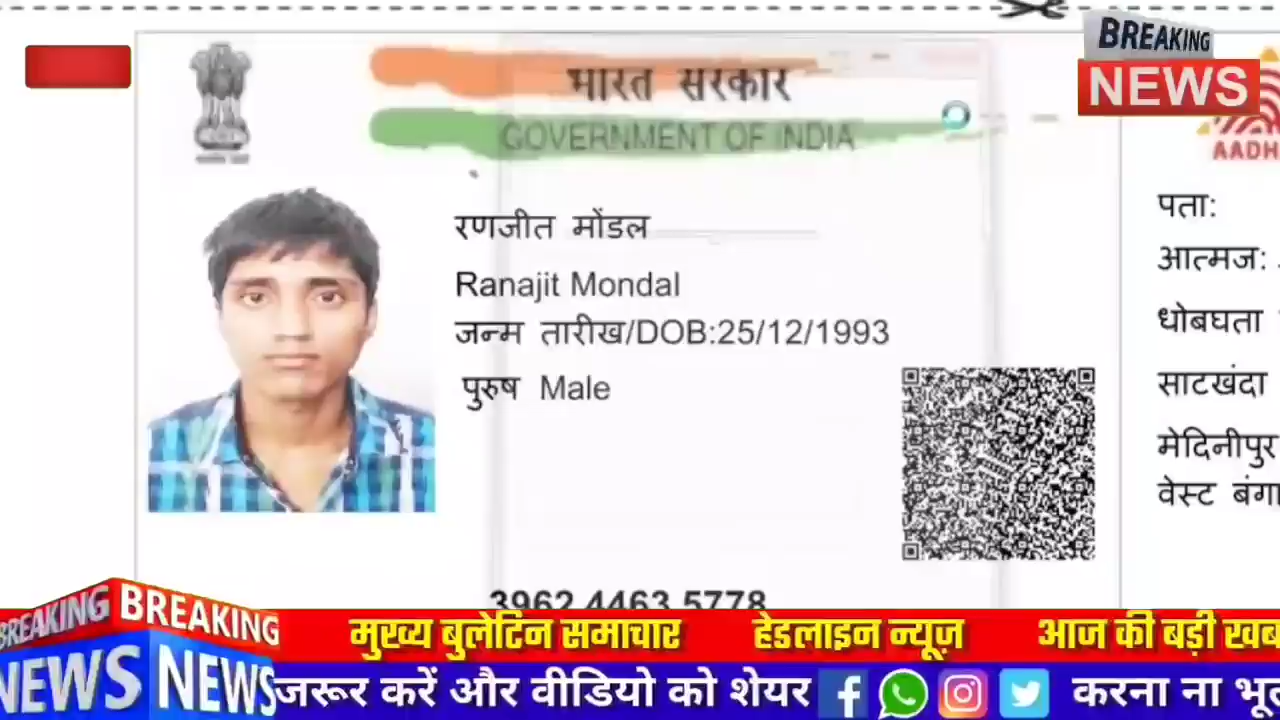 BREAKING
NEWS
भारत सरकार
GOVERNMENT OF INDIA
AADH
रणजीत मोंडल
Ranajit Mondal
जन्म तारीख/DOB:25/12/1993
पुरुष Male
पता:
आत्मज:
धोबघता
साटखंदा
मेदिनीपुर
वेस्ट बंगा
3962 4463 5778
BREAKING BREAKING
NEWS NEWS
मुख्य बुलेटिन समाचार हेडलाइन न्यूज़ आज की बड़ी खब
जरूर करें और वीडियो को शेयर करना ना भू